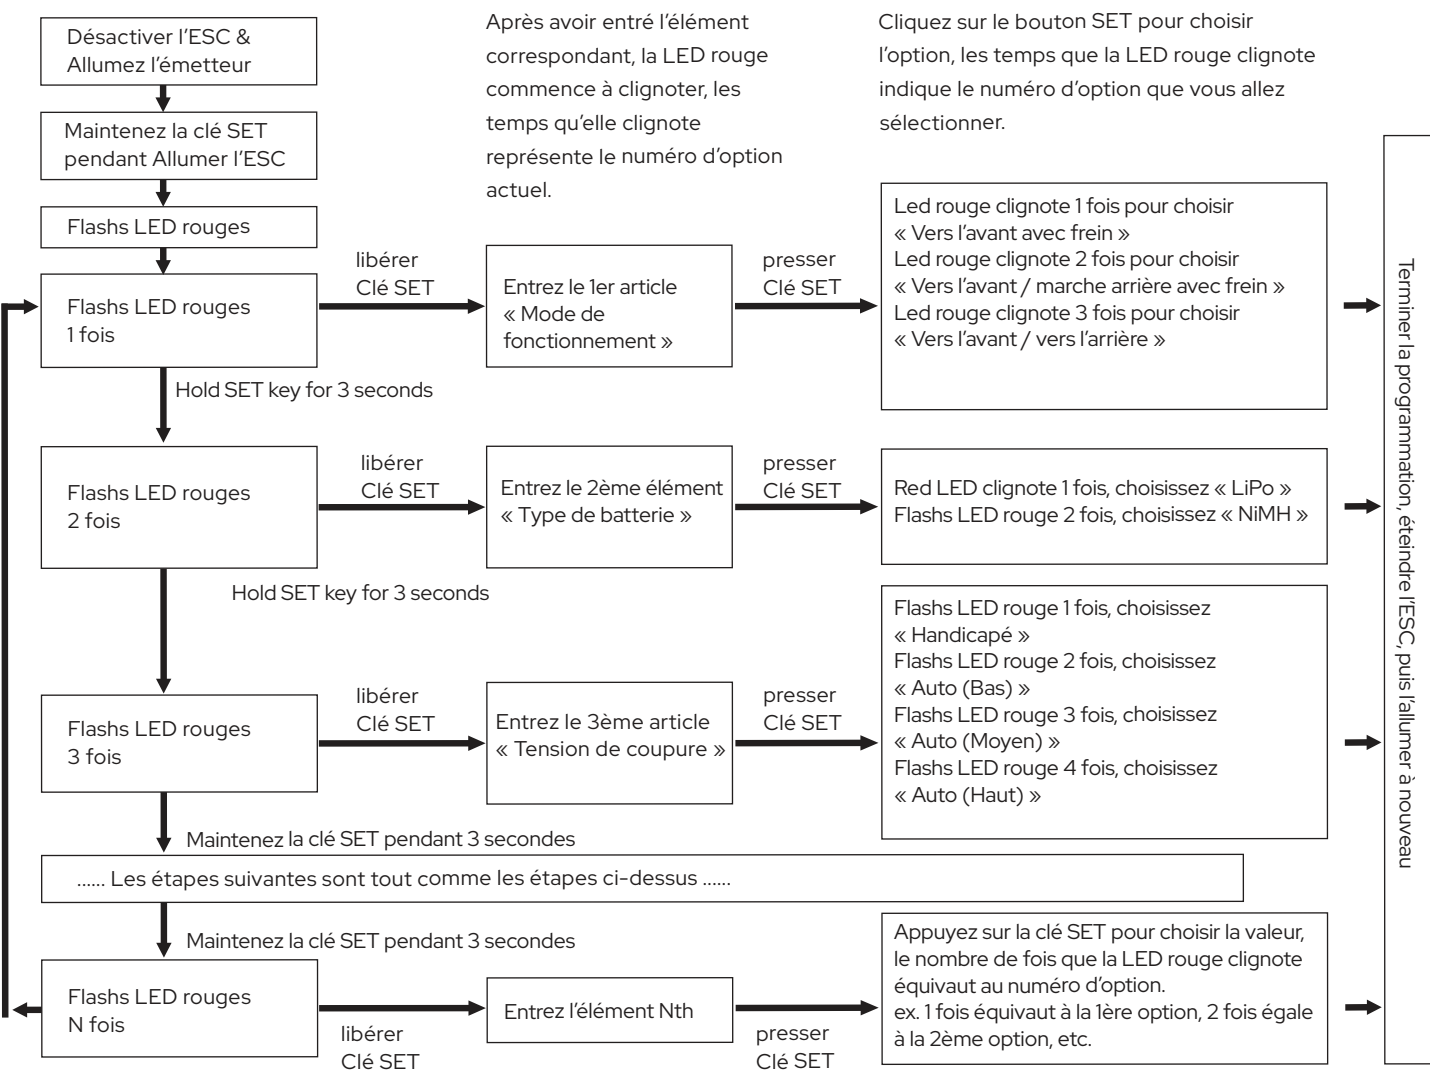 Désactiver l'ESC &
Allumez l'émetteur
Maintenez la clé SET
pendant Allumer l'ESC
Flashs LED rouges
Après avoir entré l'élément
correspondant, la LED rouge
commence à clignoter, les
temps qu'elle clignote
représente le numéro d'option
actuel.
Cliquez sur le bouton SET pour choisir
l'option, les temps que la LED rouge clignote
indique le numéro d'option que vous allez
sélectionner.
Flashs LED rouges
1 fois
libérer
Clé SET
Entrez le 1er article
« Mode de
fonctionnement »
presser
Clé SET
Led rouge clignote 1 fois pour choisir
« Vers l'avant avec frein »
Led rouge clignote 2 fois pour choisir
« Vers l'avant / marche arrière avec frein »
Led rouge clignote 3 fois pour choisir
« Vers l'avant / vers l'arrière »
Hold SET key for 3 seconds
Flashs LED rouges
2 fois
libérer
Clé SET
Entrez le 2ème élément
« Type de batterie »
presser
Clé SET
Red LED clignote 1 fois, choisissez « LiPo »
Flashs LED rouge 2 fois, choisissez « NiMH »
Hold SET key for 3 seconds
Flashs LED rouges
3 fois
libérer
Clé SET
Entrez le 3ème article
« Tension de coupure »
presser
Clé SET
Flashs LED rouge 1 fois, choisissez
« Handicapé »
Flashs LED rouge 2 fois, choisissez
« Auto (Bas) »
Flashs LED rouge 3 fois, choisissez
« Auto (Moyen) »
Flashs LED rouge 4 fois, choisissez
« Auto (Haut) »
Maintenez la clé SET pendant 3 secondes
...... Les étapes suivantes sont tout comme les étapes ci-dessus ......
Maintenez la clé SET pendant 3 secondes
Flashs LED rouges
N fois
libérer
Clé SET
Entrez l'élément Nth
presser
Clé SET
Appuyez sur la clé SET pour choisir la valeur,
le nombre de fois que la LED rouge clignote
équivaut au numéro d'option.
ex. 1 fois équivaut à la 1ère option, 2 fois égale
à la 2ème option, etc.
Terminer la programmation, éteindre l'ESC, puis l'allumer à nouveau